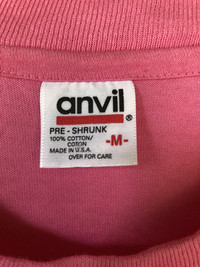 anvil®
PRE-SHRUNK
100% COTTON/
COTON
-M-
MADE IN U.S.A.
OVER FOR CARE